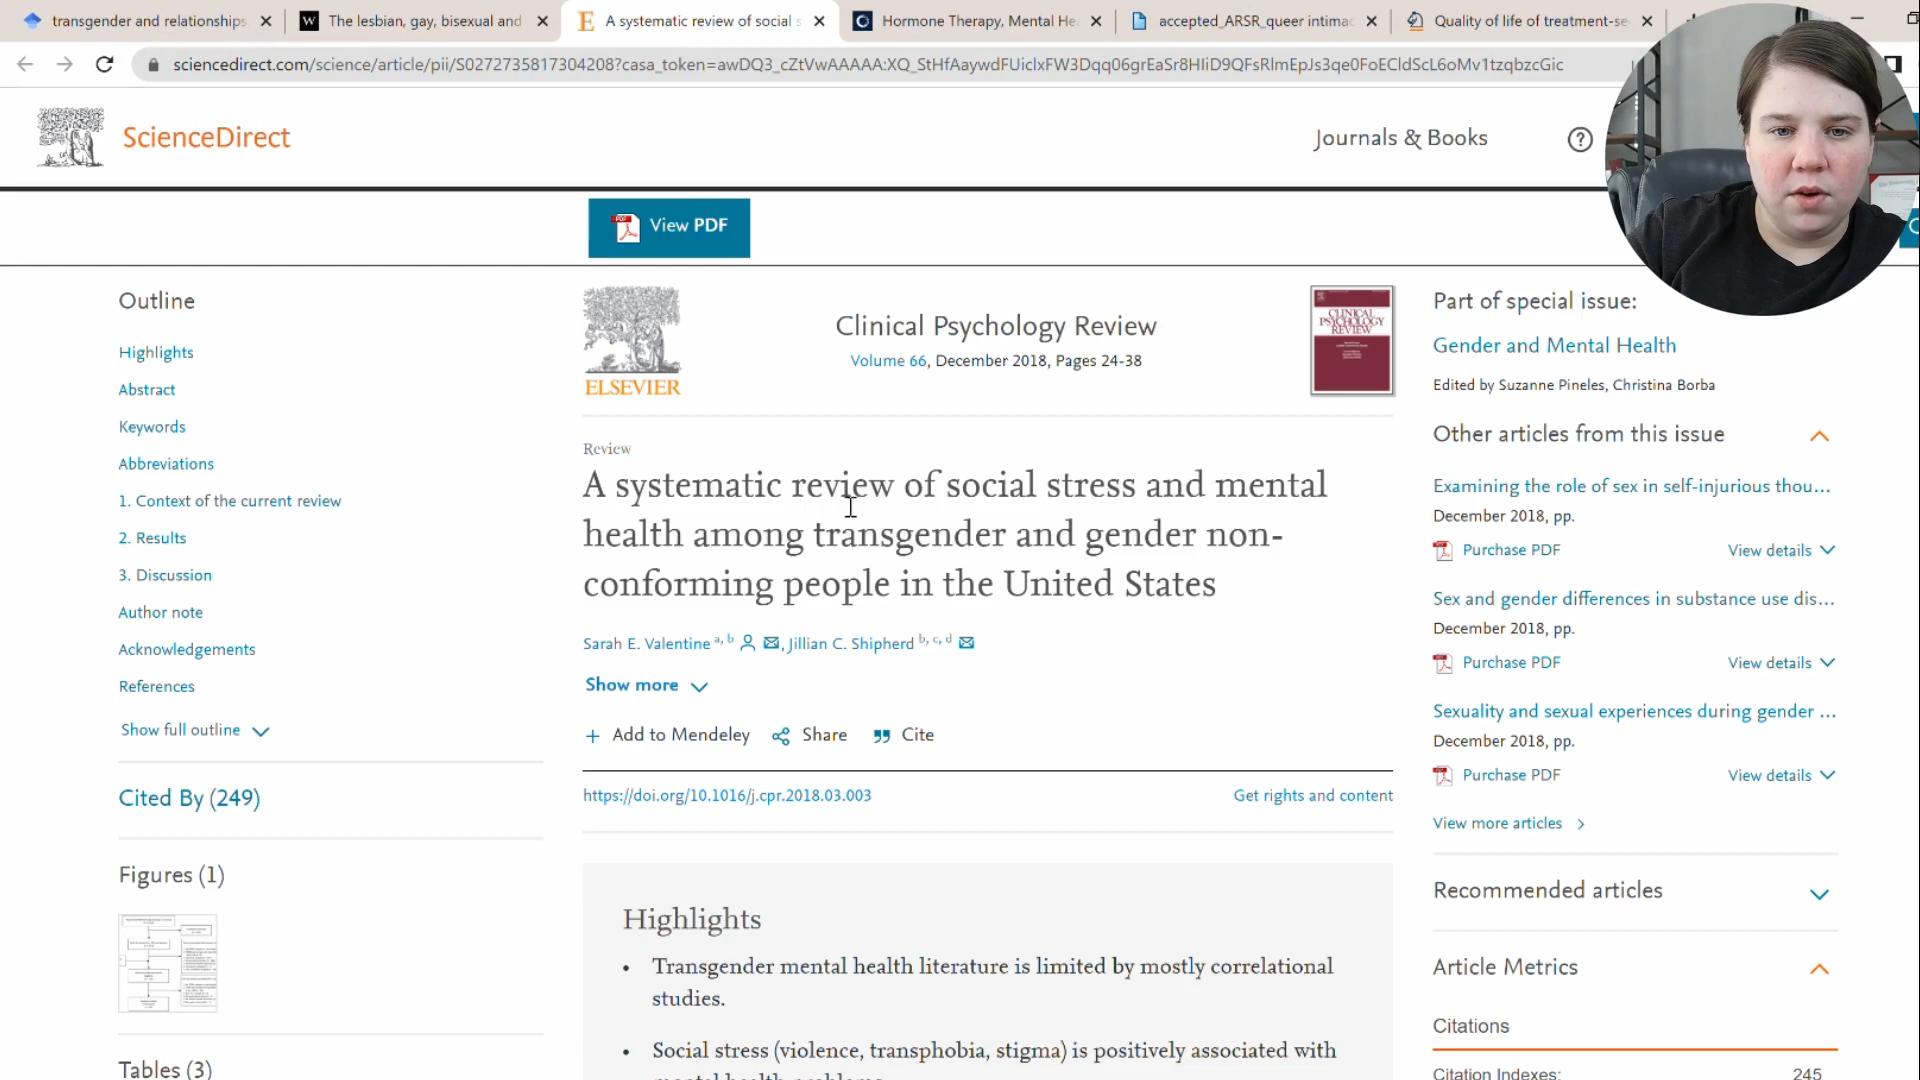 transgender and relationships
The lesbian, gay, bisexual and
A systematic review of social s
Hormone Therapy, Mental He
accepted_ARSR_queer intimac
Quality of life of treatment-se
sciencedirect.com/science/article/pii/S0272735817304208?casa_token=awDQ3_cZtVwAAAAA:XQ_StHfAaywdFUiclxFW3Dqq06grEaSr8HIiD9QFsRlmEpJs3qe0FoECldScL6oMv1tzqbzcGic
ScienceDirect
Journals & Books
View PDF
Outline
Highlights
Abstract
Keywords
Abbreviations
1. Context of the current review
2. Results
3. Discussion
Author note
Acknowledgements
References
Show full outline
Cited By (249)
Figures (1)
Tables (3)
ELSEVIER
Clinical Psychology Review
Volume 66, December 2018, Pages 24-38
CLINICAL
PSYCHOLOGY
REVIEW
Review
A systematic review of social stress and mental
health among transgender and gender non-
conforming people in the United States
Sarah E. Valentine a, b, Jillian C. Shipherd b, c, d
Show more
Add to Mendeley
Share
Cite
https://doi.org/10.1016/j.cpr.2018.03.003
Get rights and content
Highlights
• Transgender mental health literature is limited by mostly correlational
studies.
• Social stress (violence, transphobia, stigma) is positively associated with
Part of special issue:
Gender and Mental Health
Edited by Suzanne Pineles, Christina Borba
Other articles from this issue
Examining the role of sex in self-injurious thou...
December 2018, pp.
Purchase PDF
View details
Sex and gender differences in substance use dis...
December 2018, pp.
Purchase PDF
View details
Sexuality and sexual experiences during gender ...
December 2018, pp.
Purchase PDF
View details
View more articles
Recommended articles
Article Metrics
Citations
Citation Indexes:
245